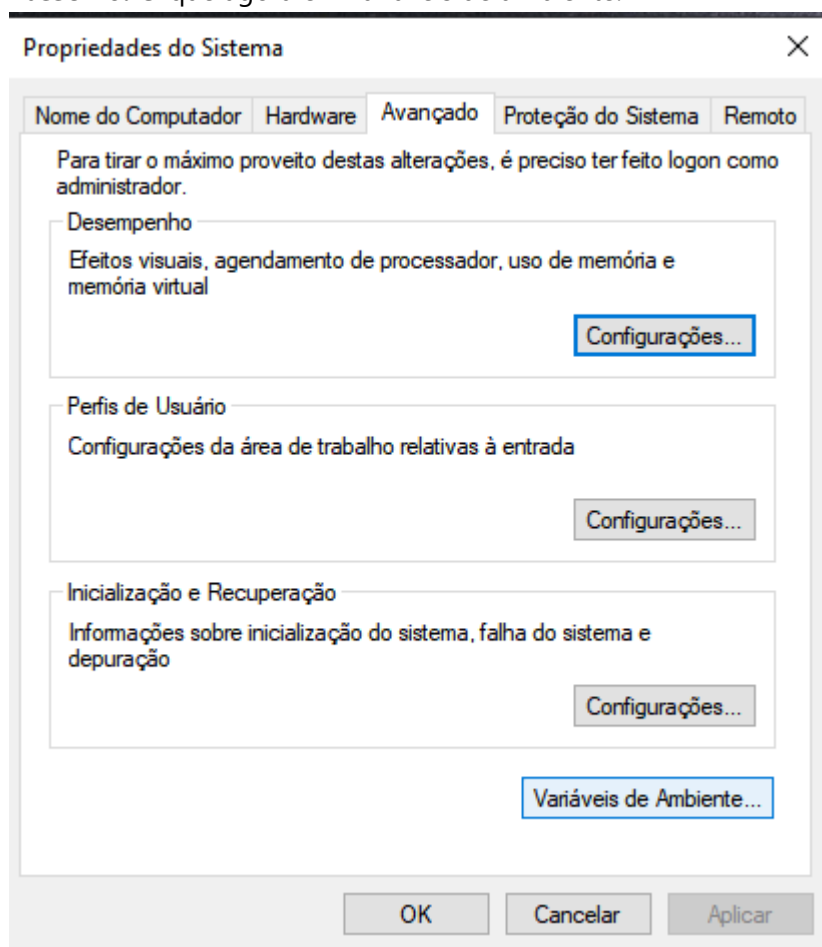 Propriedades do Sistema
Nome do Computador Hardware Avançado Proteção do Sistema Remoto
Para tirar o máximo proveito destas alterações, é preciso ter feito logon como
administrador.
Desempenho
Efeitos visuais, agendamento de processador, uso de memória e
memória virtual
Configurações...
Perfis de Usuário
Configurações da área de trabalho relativas à entrada
Configurações...
Inicialização e Recuperação
Informações sobre inicialização do sistema, falha do sistema e
depuração
Configurações...
Variáveis de Ambiente...
OK Cancelar Aplicar